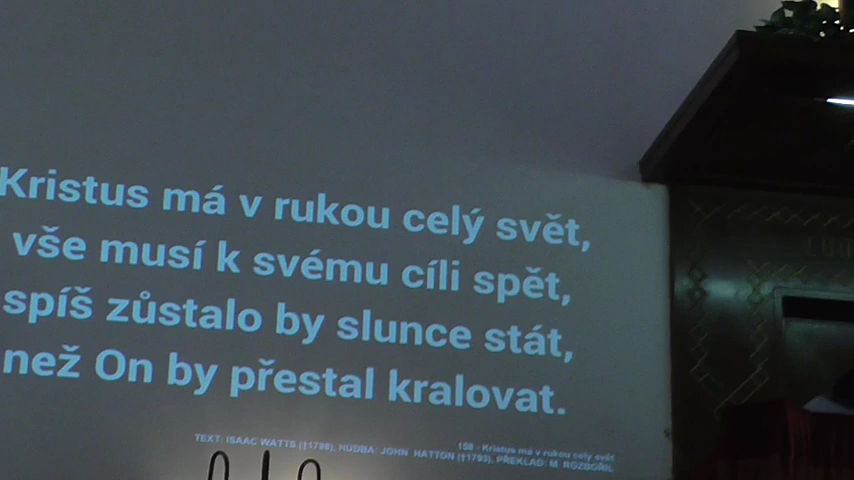 Kristus má v rukou celý svět,
vše musí k svému cíli spět,
spíš zůstalo by slunce stát,
než On by přestal kralovat.
158 - Kristus má v rukou celý svět
TEXT: ISAAC WATTS (†1798), HUDBA: JOHN HATTON (†1793), PŘEKLAD: M. ROZBOŘIL